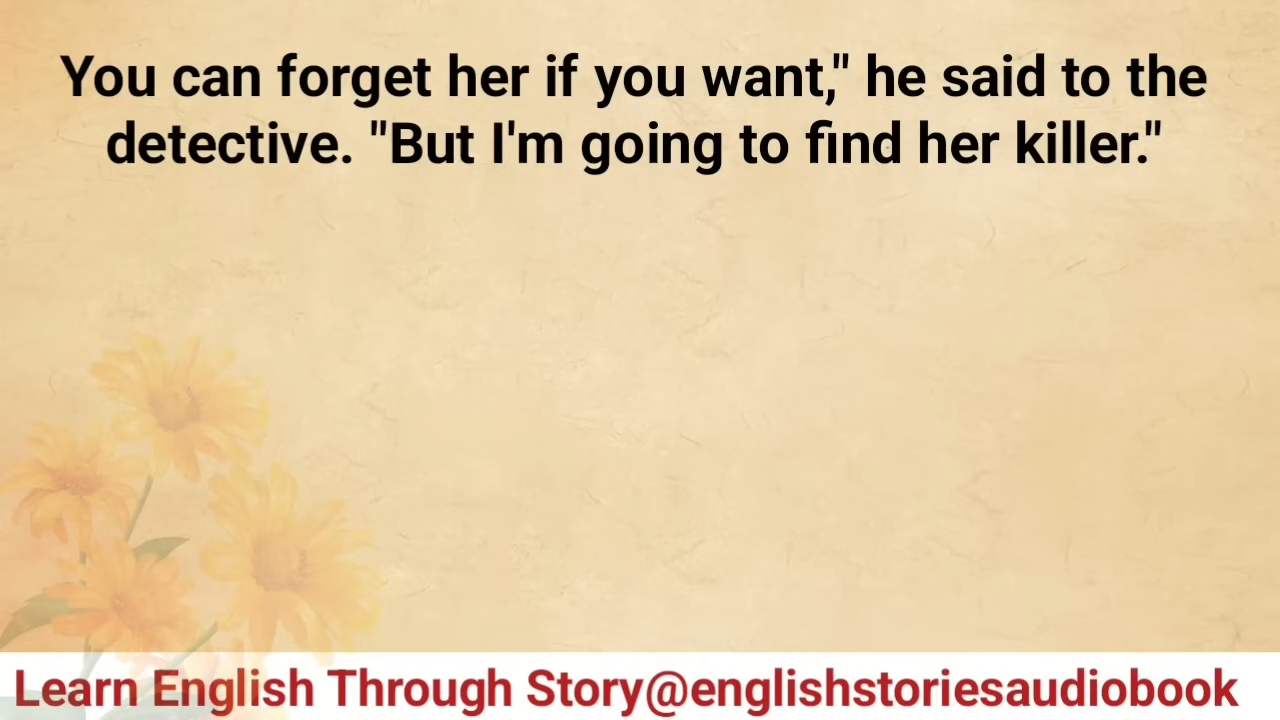 You can forget her if you want," he said to the
detective. "But I'm going to find her killer."
Learn English Through Story@englishstoriesaudiobook